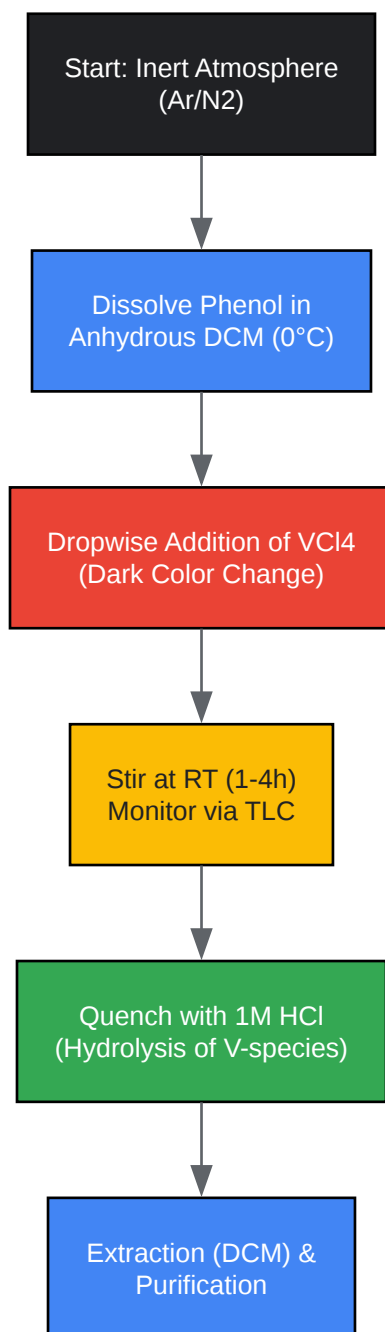 Start: Inert Atmosphere
(Ar/N2)
Dissolve Phenol in
Anhydrous DCM (0°C)
Dropwise Addition of VCl4
(Dark Color Change)
Stir at RT (1-4h)
Monitor via TLC
Quench with 1M HCl
(Hydrolysis of V-species)
Extraction (DCM) &
Purification